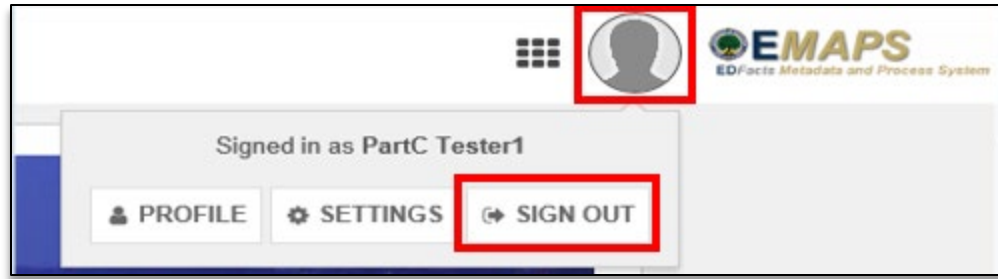 EMAPS
EDFacts Metadata and Process System
Signed in as PartC Tester1
PROFILE SETTINGS SIGN OUT